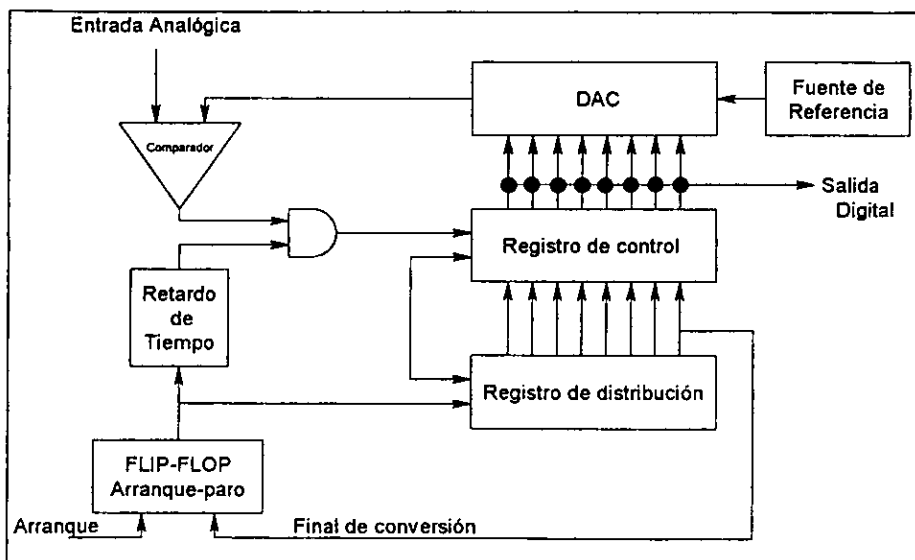 Entrada Analógica
DAC
Fuente de
Referencia
Comparador
Salida
Digital
Registro de control
Retardo
de
Tiempo
Registro de distribución
FLIP-FLOP
Arranque-paro
Arranque
Final de conversión